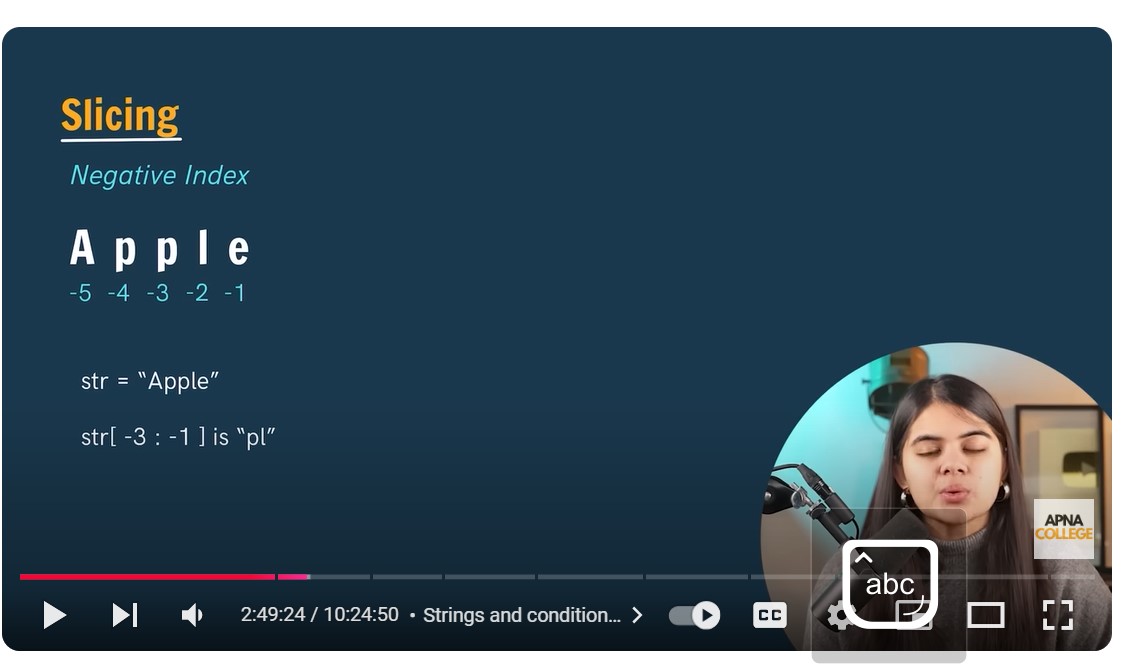 Slicing
Negative Index
A p p l e
-5 -4 -3 -2 -1
str = “Apple”
str[ -3 : -1 ] is “pl”
APNA
COLLEGE
abc
2:49:24 / 10:24:50 • Strings and condition... >
CC